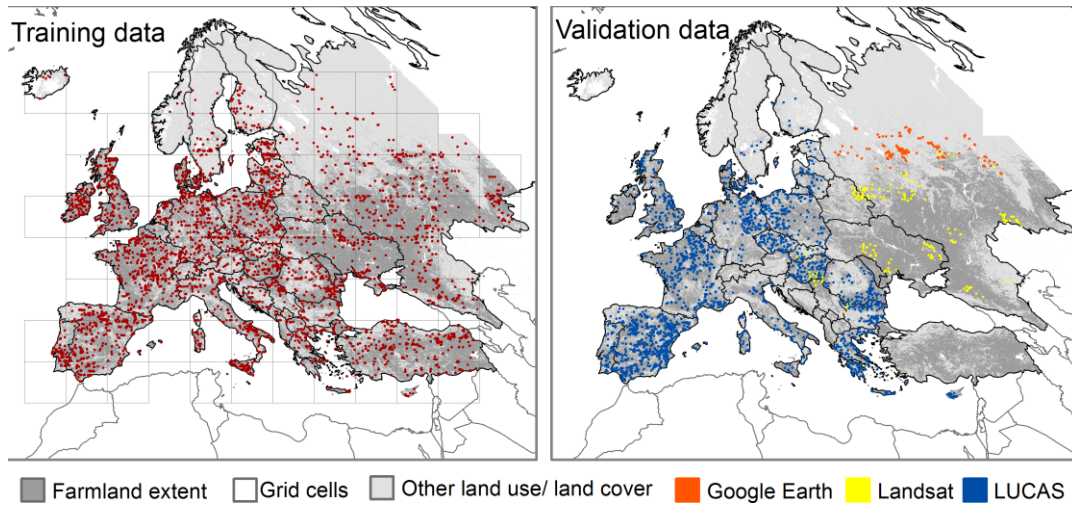 Training data
Validation data
Farmland extent
Grid cells
Other land use/ land cover
Google Earth
Landsat
LUCAS